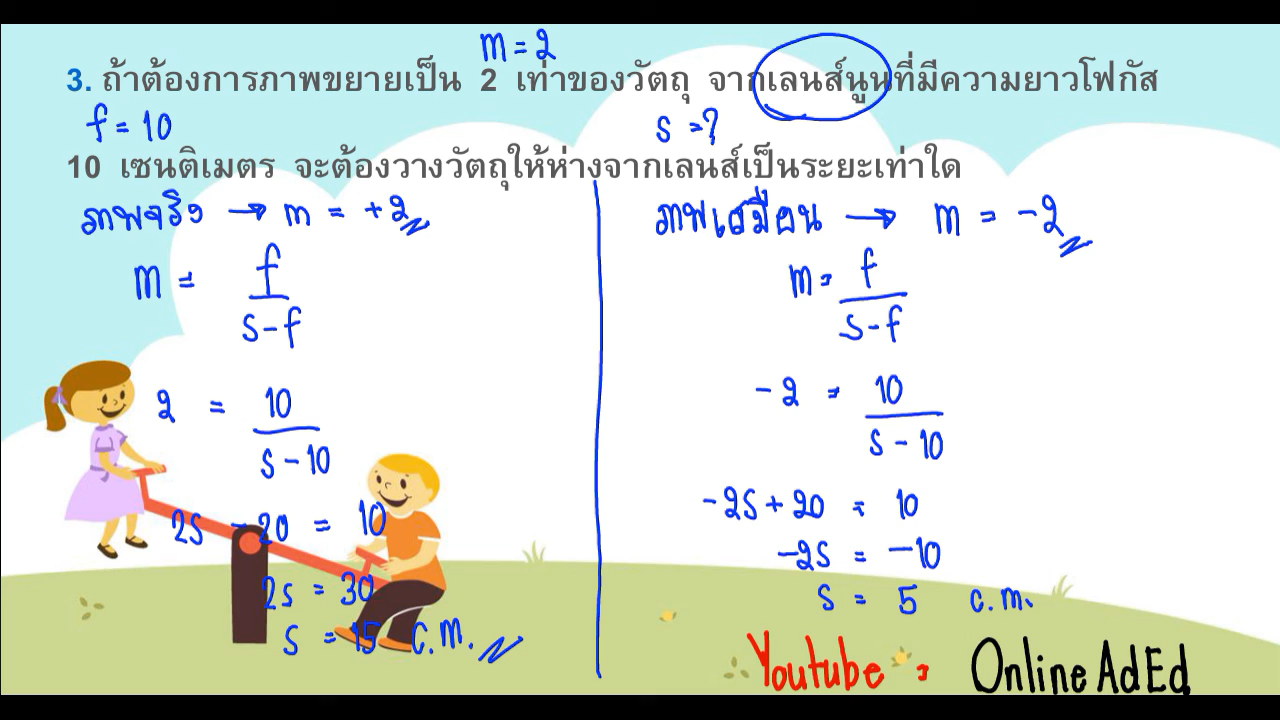 m = 2
3. ถ้าต้องการภาพขยายเป็น 2 เท่าของวัตถุ จากเลนส์นูนที่มีความยาวโฟกัส
f = 10 s = ?
10 เซนติเมตร จะต้องวางวัตถุให้ห่างจากเลนส์เป็นระยะเท่าใด
ภาพจริง → m = +2
m = f
s - f
2 = 10
s - 10
2s - 20 = 10
2s = 30
s = 15 c.m.
ภาพเสมือน → m = -2
m = f
s - f
-2 = 10
s - 10
-2s + 20 = 10
-2s = -10
s = 5 c.m.
Youtube : OnlineAdEd